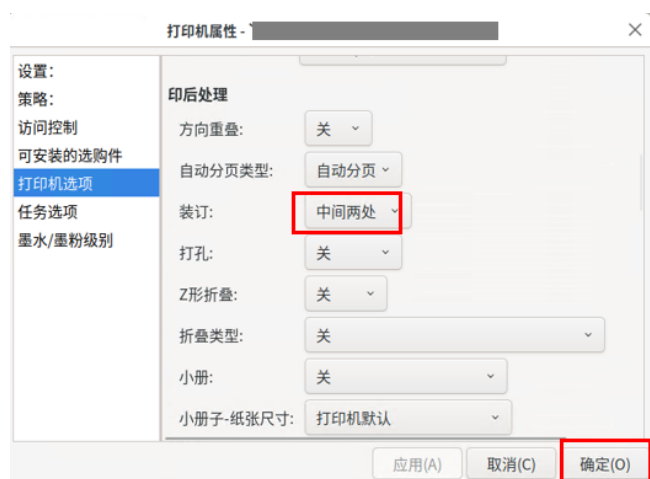 打印机属性 -
设置：
策略：
访问控制
可安装的选购件
打印机选项
任务选项
墨水/墨粉级别
印后处理
方向重叠: 关
自动分页类型: 自动分页
装订: 中间两处
打孔: 关
Z形折叠: 关
折叠类型: 关
小册: 关
小册子-纸张尺寸: 打印机默认
应用(A) 取消(C) 确定(O)